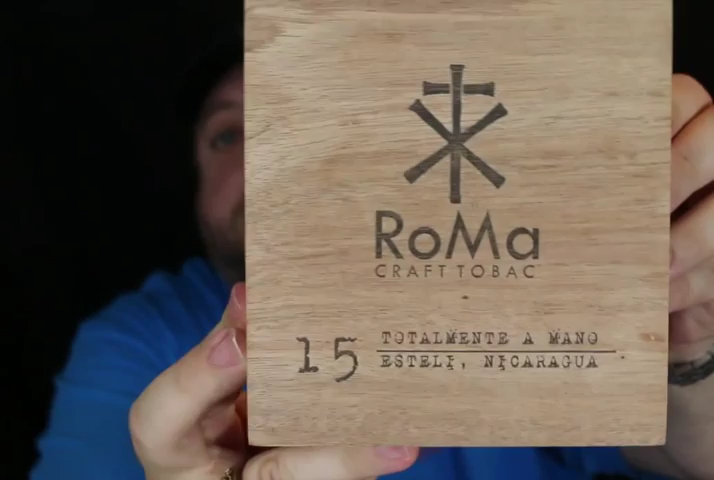 RoMa
CRAFT TOBAC
15
TOTALMENTE A MANO
ESTELI, NICARAGUA